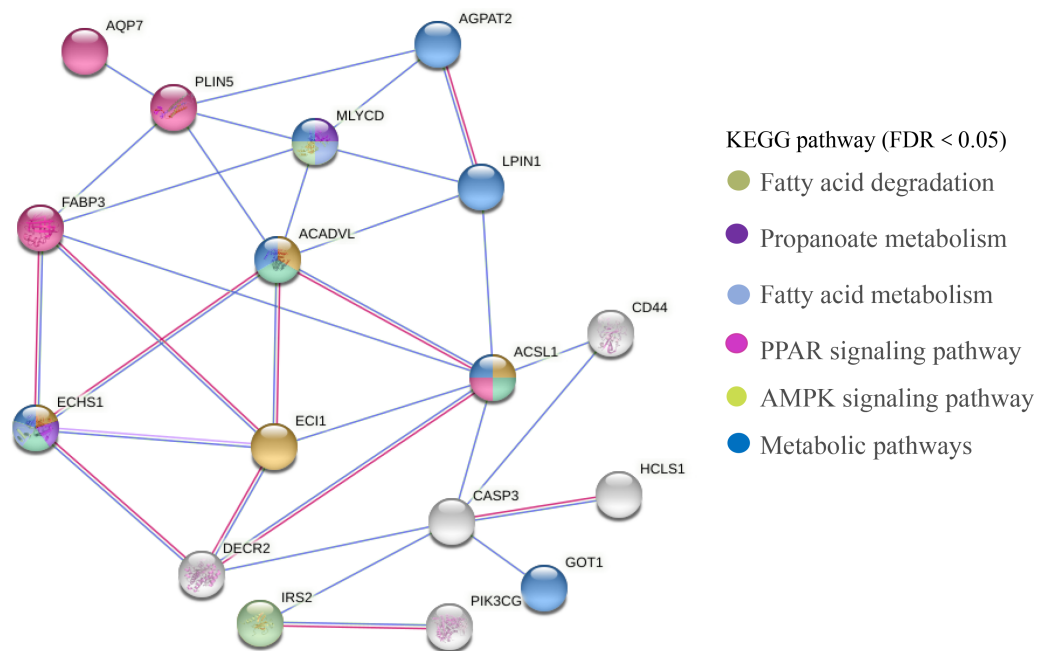 AQP7
AGPAT2
PLIN5
MLYCD
LPIN1
FABP3
ACADVL
CD44
ACSL1
ECHS1
ECI1
HCLS1
CASP3
DECR2
GOT1
IRS2
PIK3CG
KEGG pathway (FDR < 0.05)
Fatty acid degradation
Propanoate metabolism
Fatty acid metabolism
PPAR signaling pathway
AMPK signaling pathway
Metabolic pathways